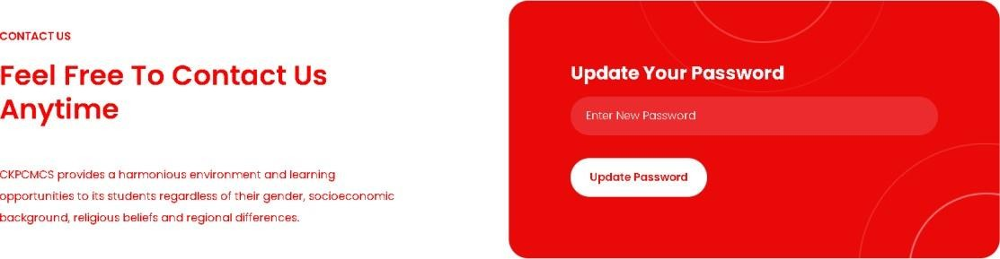 CONTACT US
Feel Free To Contact Us
Anytime
CKPCMCS provides a harmonious environment and learning
opportunities to its students regardless of their gender, socioeconomic
background, religious beliefs and regional differences.
Update Your Password
Enter New Password
Update Password